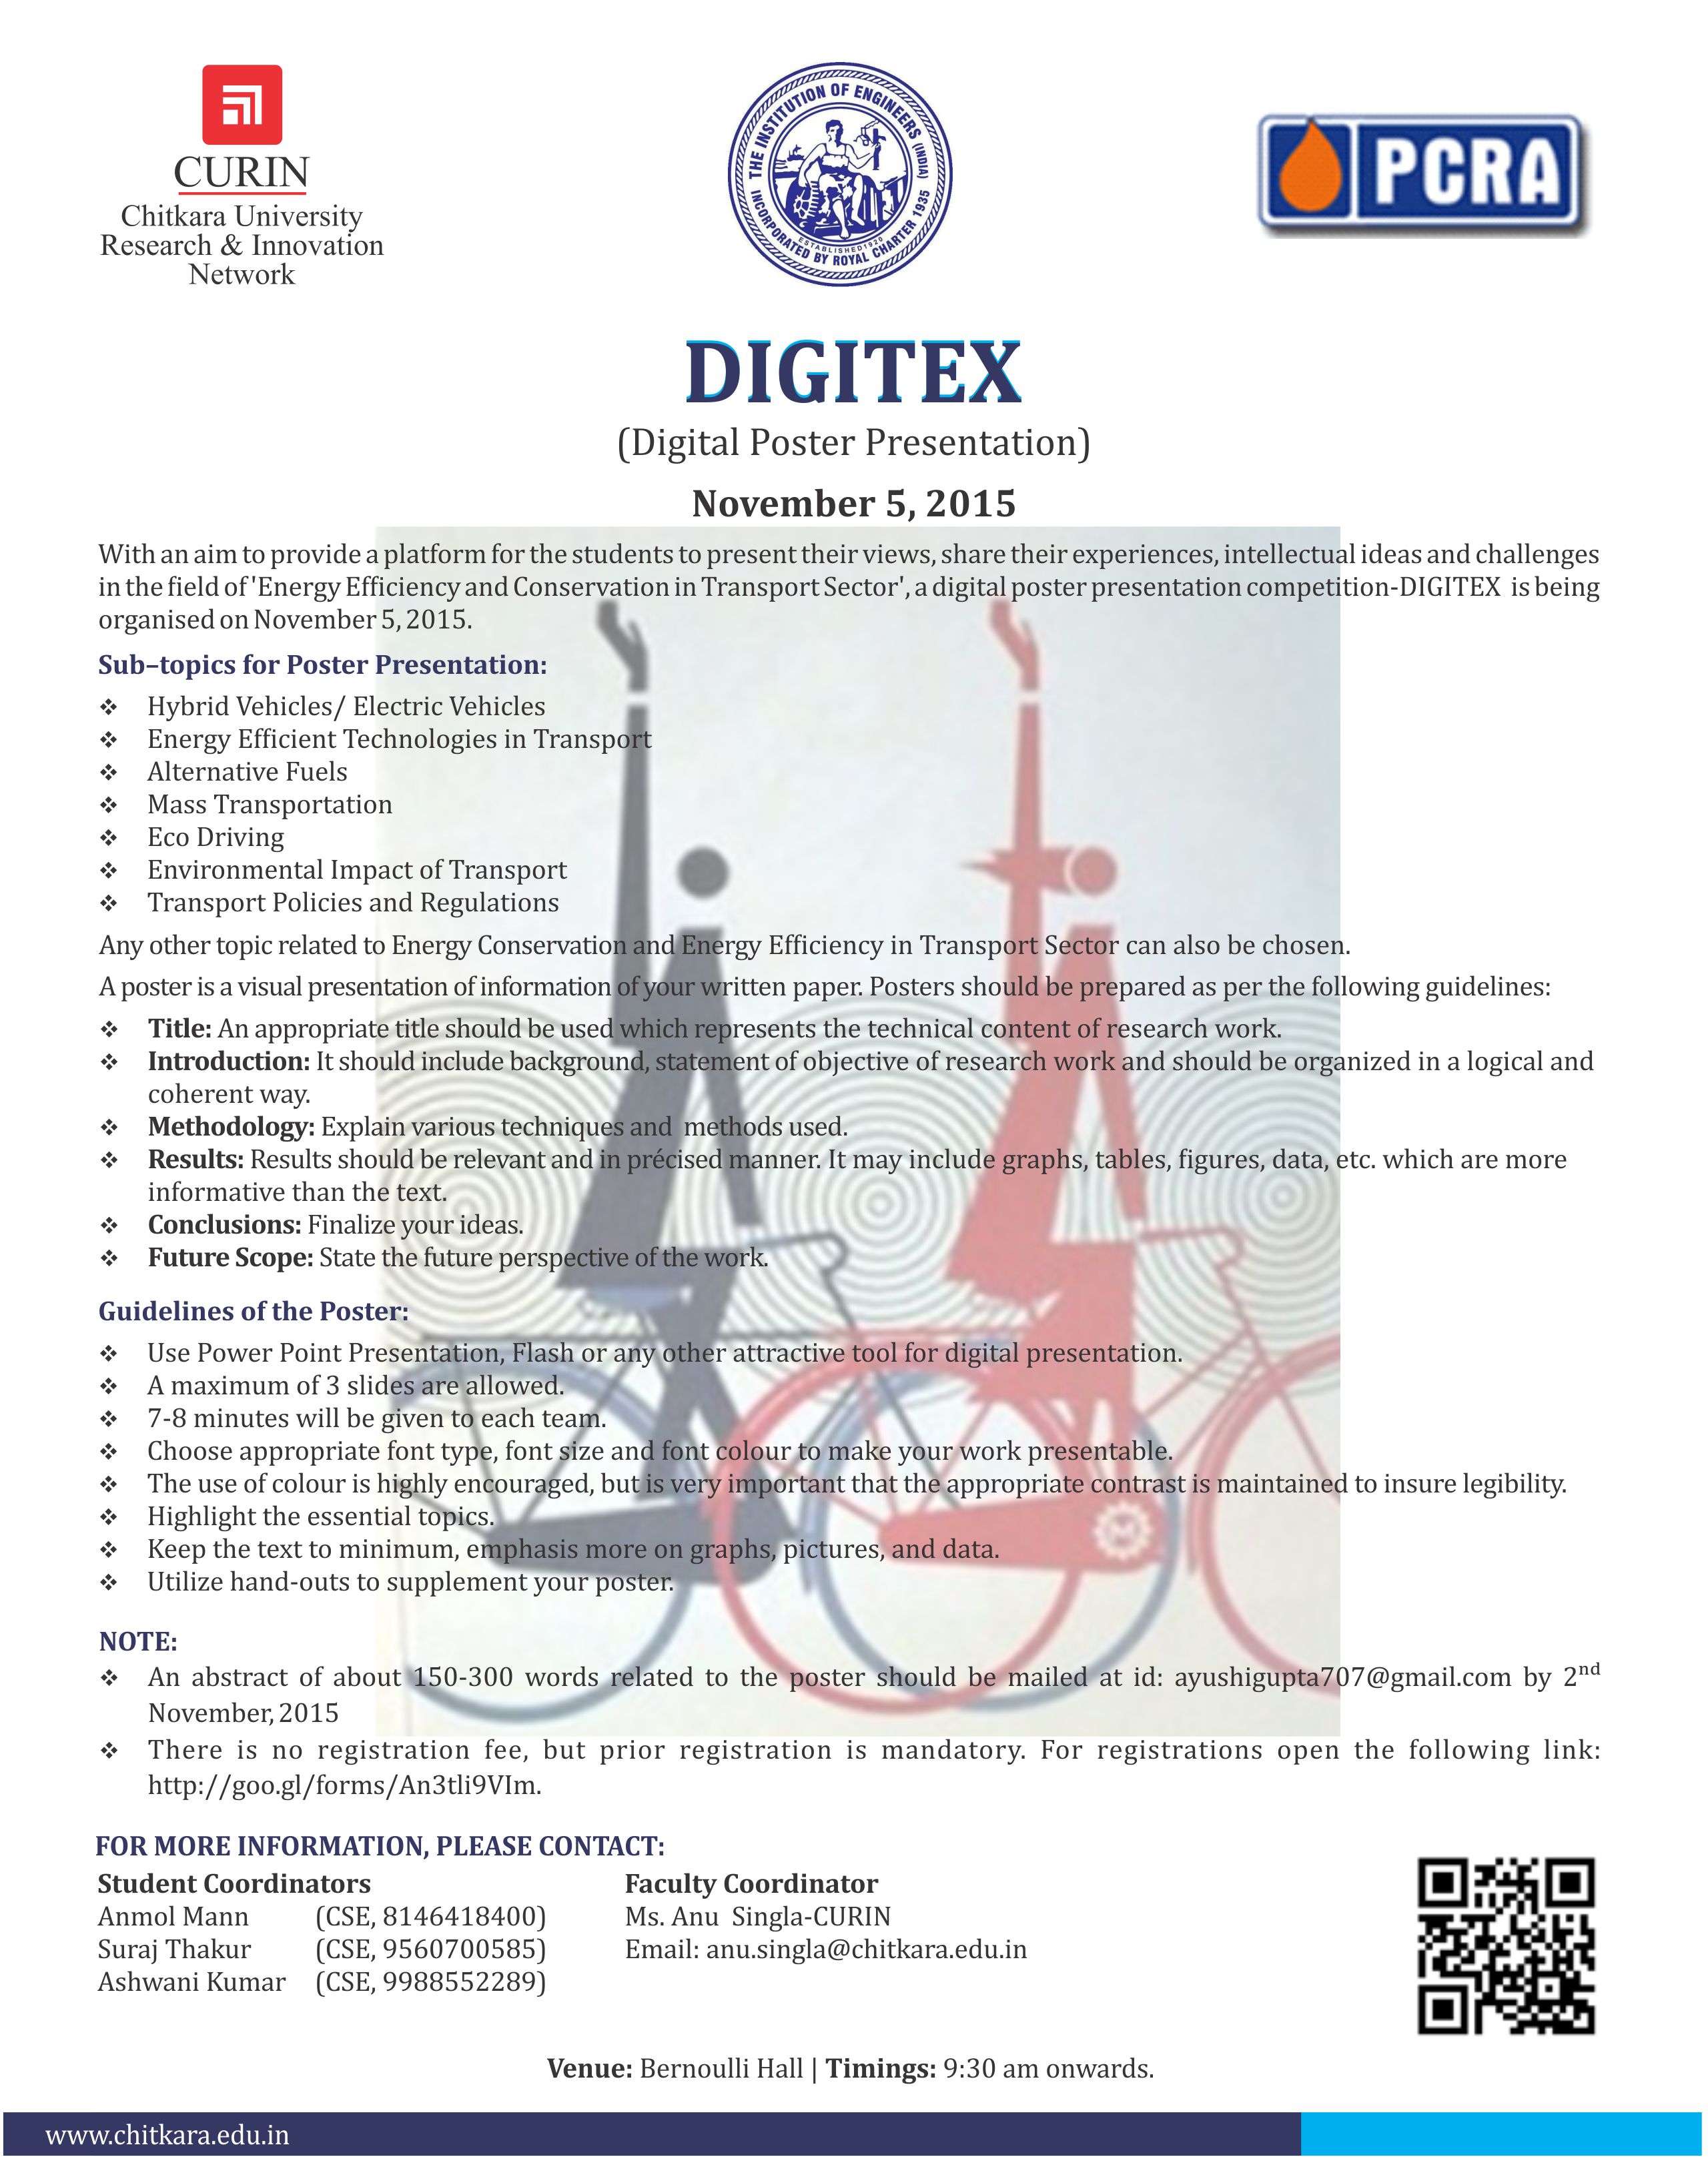 CURIN
Chitkara University
Research & Innovation
Network
THE INSTITUTION OF ENGINEERS (INDIA)
INCORPORATED BY ROYAL CHARTER 1935
ESTABLISHED 1920
PCRA
DIGITEX
(Digital Poster Presentation)
November 5, 2015
With an aim to provide a platform for the students to present their views, share their experiences, intellectual ideas and challenges
in the field of 'Energy Efficiency and Conservation in Transport Sector', a digital poster presentation competition-DIGITEX is being
organised on November 5, 2015.
Sub–topics for Poster Presentation:
❖ Hybrid Vehicles/ Electric Vehicles
❖ Energy Efficient Technologies in Transport
❖ Alternative Fuels
❖ Mass Transportation
❖ Eco Driving
❖ Environmental Impact of Transport
❖ Transport Policies and Regulations
Any other topic related to Energy Conservation and Energy Efficiency in Transport Sector can also be chosen.
A poster is a visual presentation of information of your written paper. Posters should be prepared as per the following guidelines:
❖ Title: An appropriate title should be used which represents the technical content of research work.
❖ Introduction: It should include background, statement of objective of research work and should be organized in a logical and
coherent way.
❖ Methodology: Explain various techniques and methods used.
❖ Results: Results should be relevant and in précised manner. It may include graphs, tables, figures, data, etc. which are more
informative than the text.
❖ Conclusions: Finalize your ideas.
❖ Future Scope: State the future perspective of the work.
Guidelines of the Poster:
❖ Use Power Point Presentation, Flash or any other attractive tool for digital presentation.
❖ A maximum of 3 slides are allowed.
❖ 7-8 minutes will be given to each team.
❖ Choose appropriate font type, font size and font colour to make your work presentable.
❖ The use of colour is highly encouraged, but is very important that the appropriate contrast is maintained to insure legibility.
❖ Highlight the essential topics.
❖ Keep the text to minimum, emphasis more on graphs, pictures, and data.
❖ Utilize hand-outs to supplement your poster.
M
NOTE:
❖ An abstract of about 150-300 words related to the poster should be mailed at id: ayushigupta707@gmail.com by 2nd
November, 2015
❖ There is no registration fee, but prior registration is mandatory. For registrations open the following link:
http://goo.gl/forms/An3tli9VIm.
FOR MORE INFORMATION, PLEASE CONTACT:
Student Coordinators
Anmol Mann (CSE, 8146418400)
Suraj Thakur (CSE, 9560700585)
Ashwani Kumar (CSE, 9988552289)
Faculty Coordinator
Ms. Anu Singla-CURIN
Email: anu.singla@chitkara.edu.in
Venue: Bernoulli Hall | Timings: 9:30 am onwards.
www.chitkara.edu.in